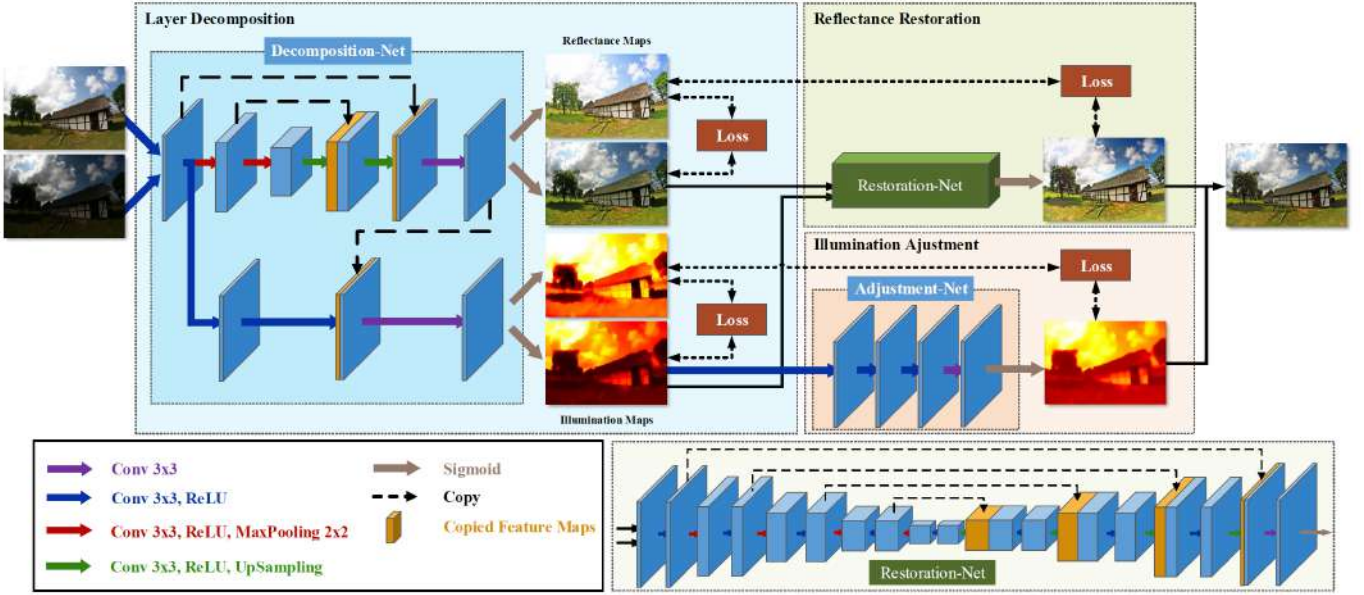 Layer Decomposition
Decomposition-Net
Reflectance Maps
Loss
Loss
Illumination Maps
Reflectance Restoration
Loss
Restoration-Net
Illumination Ajustment
Loss
Adjustment-Net
Conv 3x3
Conv 3x3, ReLU
Conv 3x3, ReLU, MaxPooling 2x2
Conv 3x3, ReLU, UpSampling
Sigmoid
Copy
Copied Feature Maps
Restoration-Net